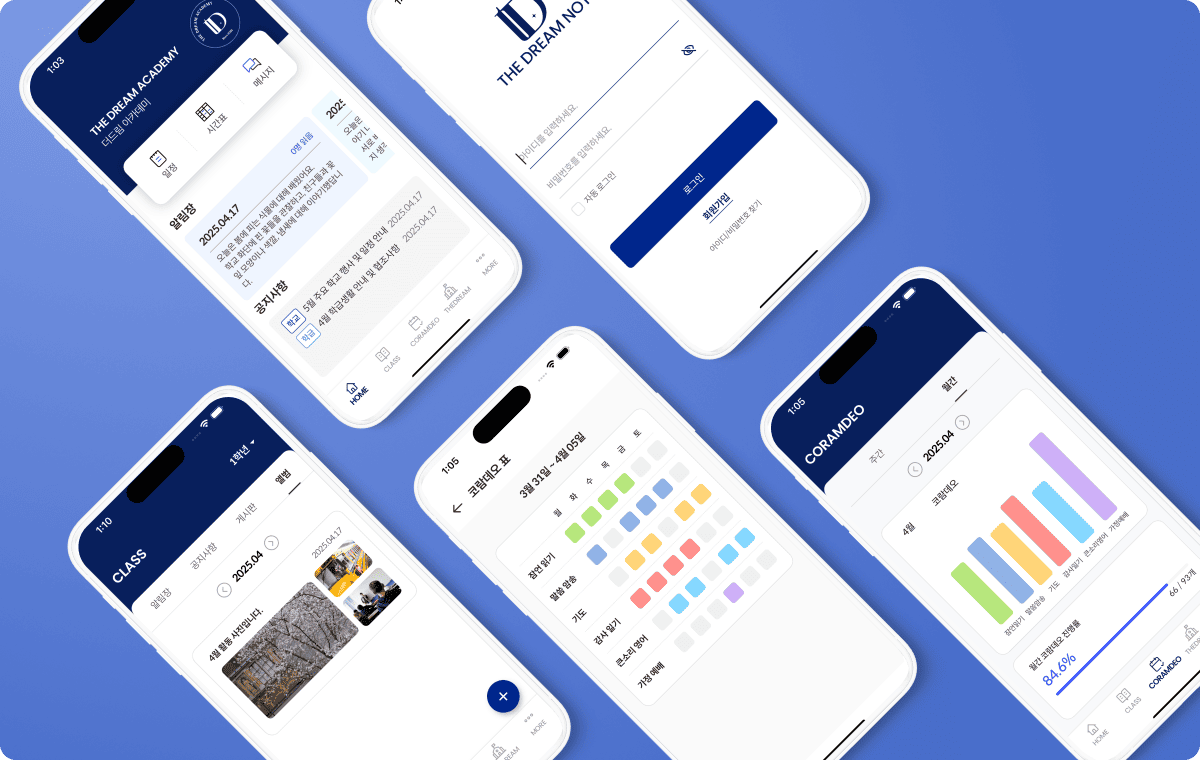 1:03
THE DREAM ACADEMY
더드림 아카데미
THE DREAM ACADEMY
일정
시간표
메시지
알림장
2025.04.17
0명 읽음
오늘은 봄에 피는 식물에 대해 배웠어요.
학교 화단에 핀 꽃들을 관찰하고, 친구들과 꽃
잎 모양이나 색깔, 냄새에 대해 이야기했답니
다.
2025
오늘은
아기
서로
지 생
공지사항
학교 5월 주요 학교 행사 및 일정 안내 2025.04.17
학급 4월 학급생활 안내 및 협조사항 2025.04.17
HOME
CLASS
CORAMDEO
THEDREAM
MORE
THE DREAM NOT
아이디를 입력하세요.
비밀번호를 입력하세요.
자동 로그인
로그인
회원가입
아이디/비밀번호 찾기
1:10
CLASS
1학년
알림장
공지사항
게시판
앨범
2025.04
4월 활동 사진입니다.
2025.04.17
+
DREAM
MORE
1:05
코람데오 표
3월 31일 ~ 4월 05일
월 화 수 목 금 토
잠언 읽기
말씀 암송
기도
감사 일기
큰소리 영어
가정 예배
1:05
CORAMDEO
주간
월간
2025.04
4월
코람데오
잠언읽기 말씀암송 기도 감사일기 큰소리영어 가정예배
월간 코람데오 진행률
84.6%
66 / 93개
HOME
CLASS
CORAMDEO
THEDR